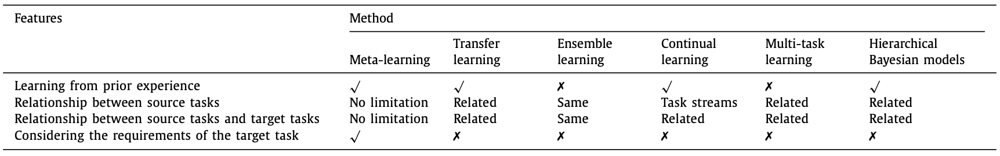 Features Method
Transfer Ensemble Continual Multi-task Hierarchical
Meta-learning learning learning learning learning Bayesian models
Learning from prior experience √ √ ✗ √ ✗ √
Relationship between source tasks No limitation Related Same Task streams Related Related
Relationship between source tasks and target tasks No limitation Related Same Related Related Related
Considering the requirements of the target task √ ✗ ✗ ✗ ✗ ✗